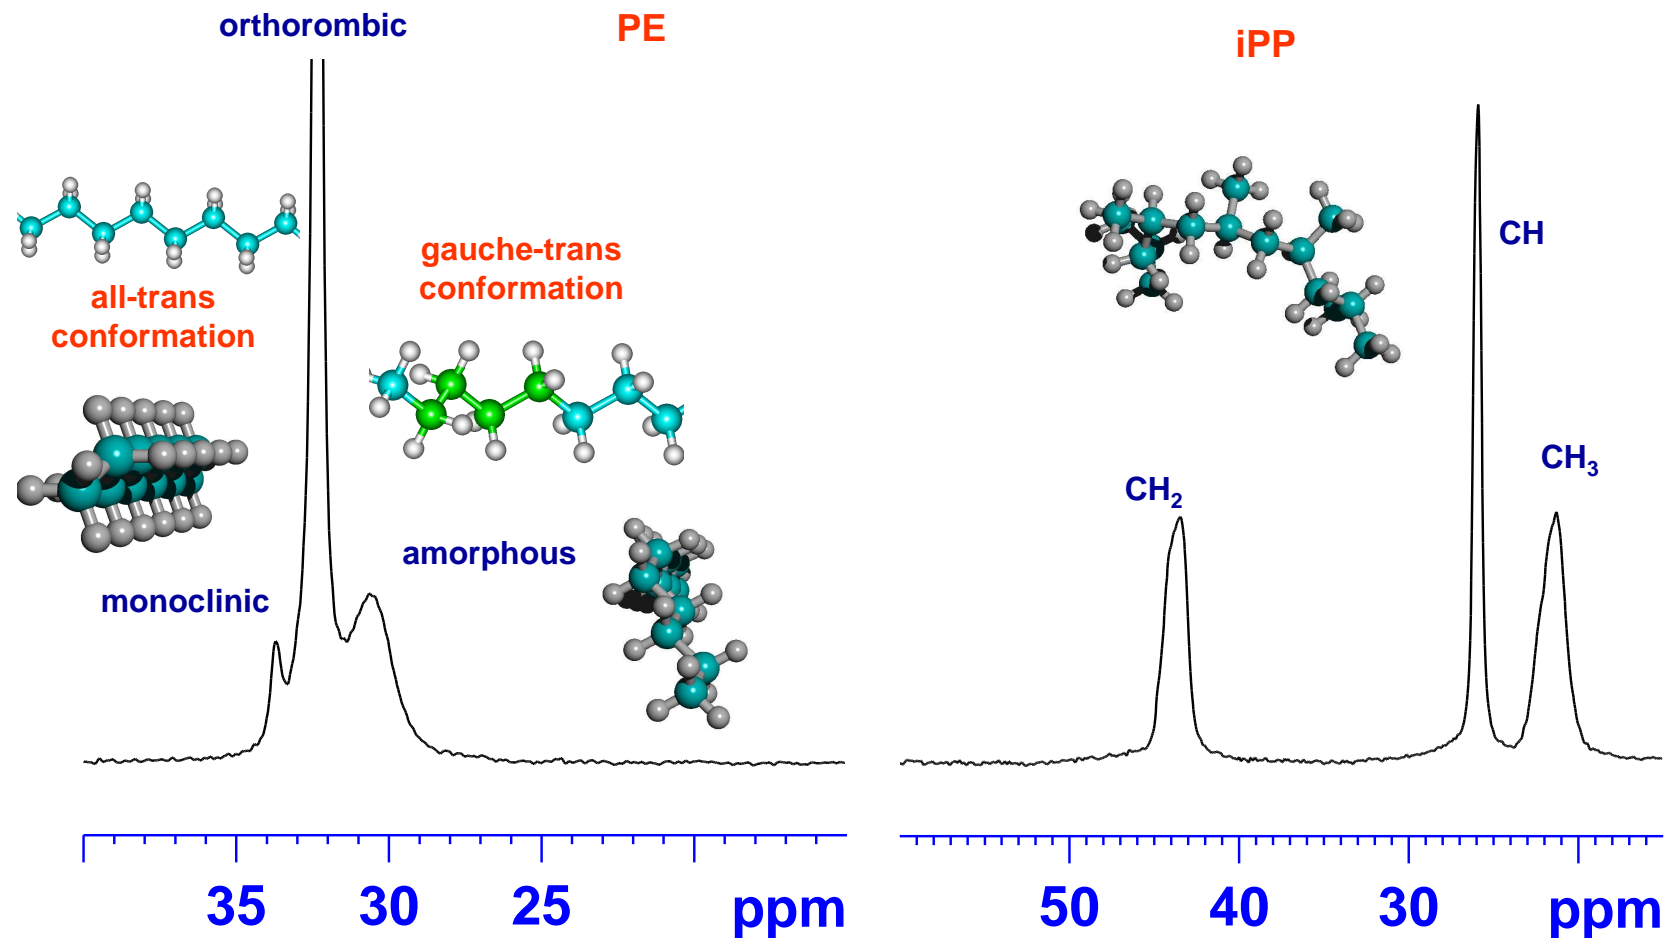 orthorombic
PE
all-trans
conformation
gauche-trans
conformation
monoclinic
amorphous
35 30 25 ppm
iPP
CH
CH₃
CH₂
50 40 30 ppm